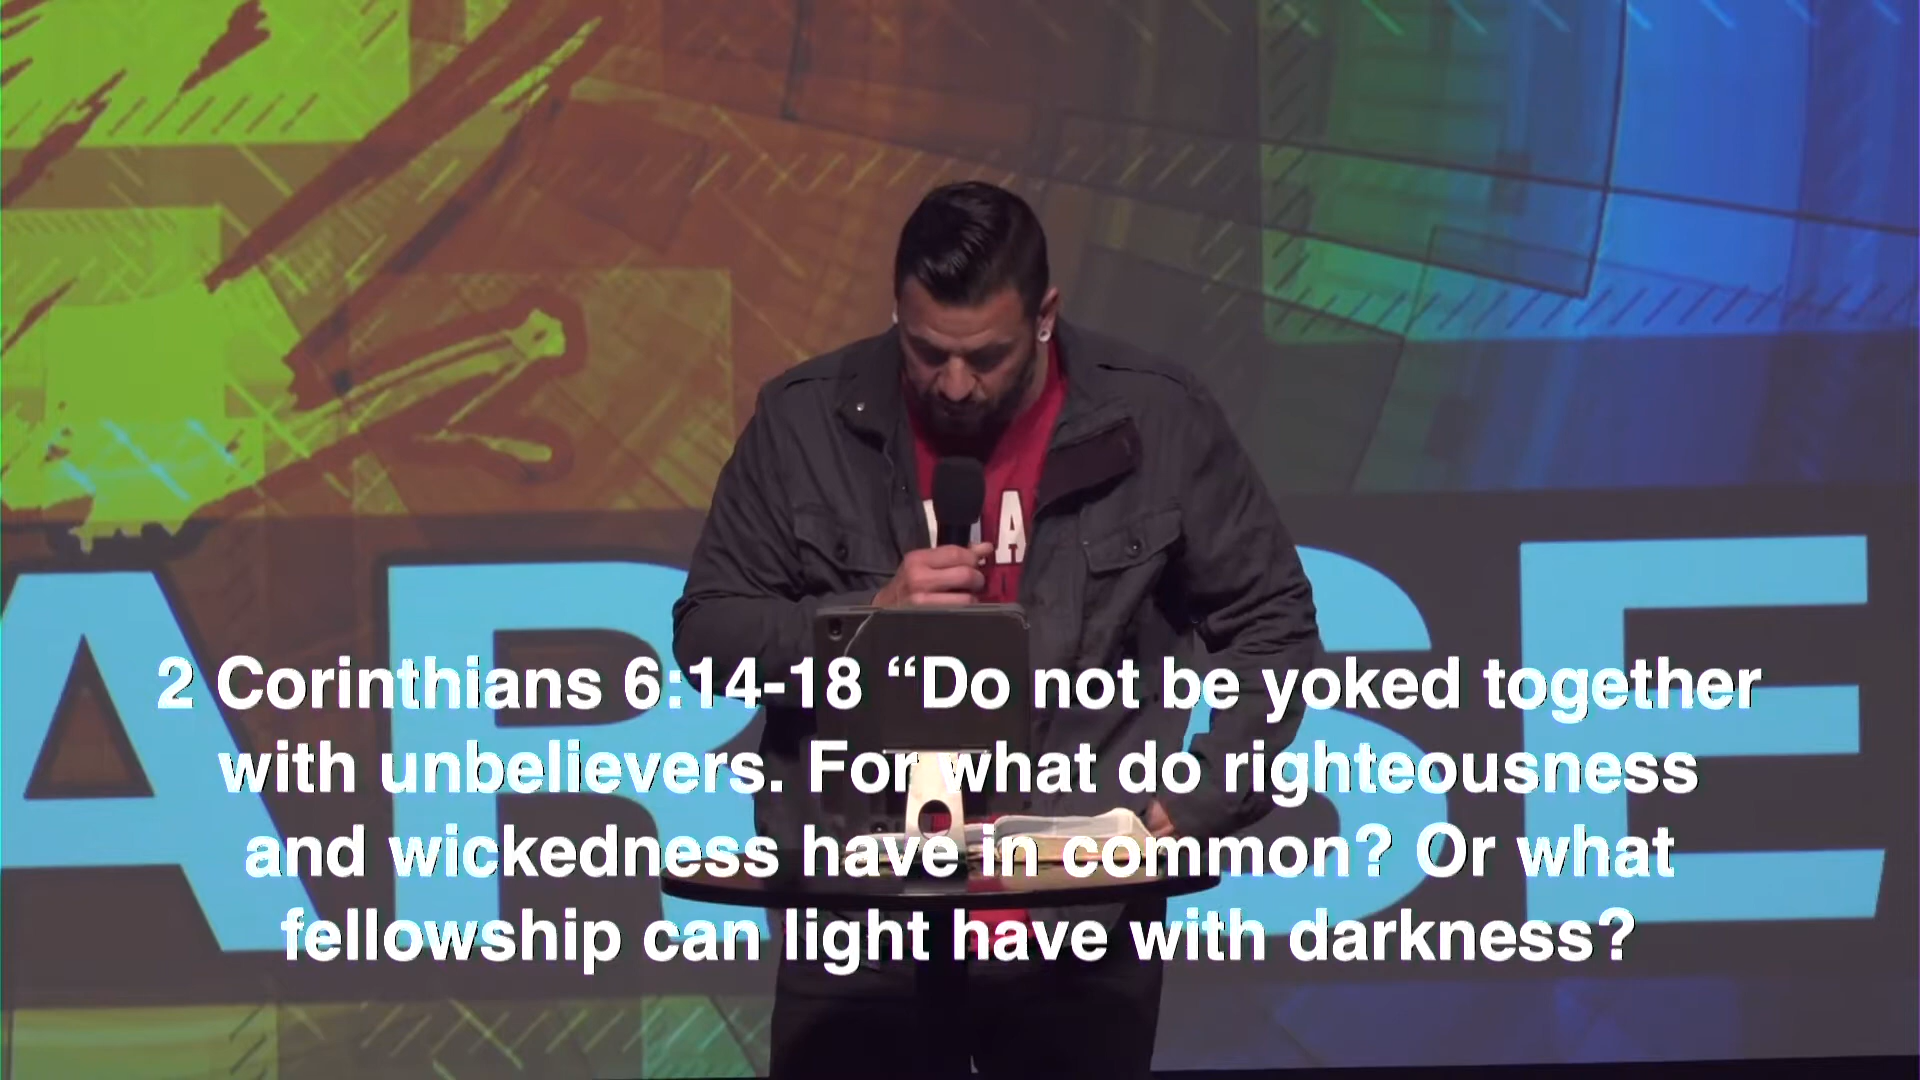 ARISE
2 Corinthians 6:14-18 “Do not be yoked together
with unbelievers. For what do righteousness
and wickedness have in common? Or what
fellowship can light have with darkness?